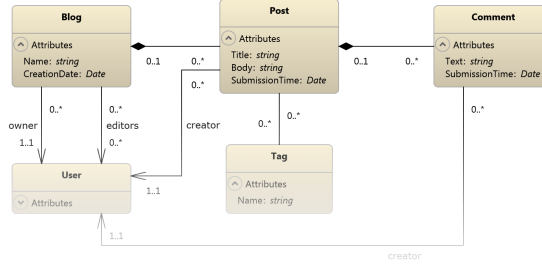 Blog
Attributes
Name: string
CreationDate: Date
Post
Attributes
Title: string
Body: string
SubmissionTime: Date
Comment
Attributes
Text: string
SubmissionTime: Date
0..1
0..*
0..1
0..*
0..*
0..*
0..*
0..*
0..*
0..*
owner
editors
creator
1..1
0..*
User
Attributes
1..1
Tag
Attributes
Name: string
1..1
creator